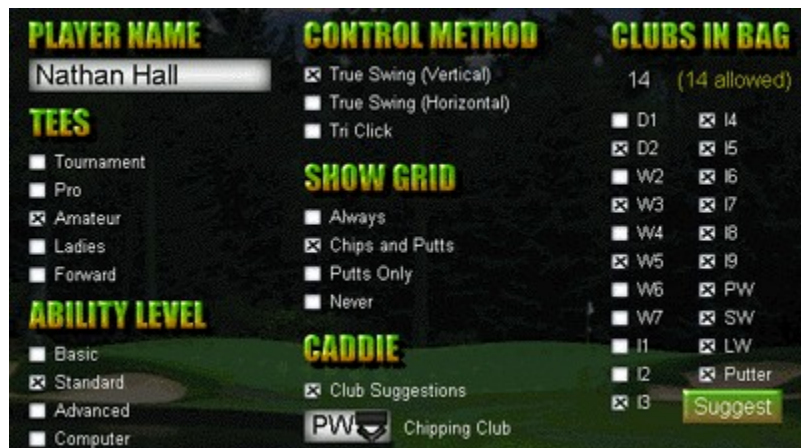 PLAYER NAME
Nathan Hall
TEES
Tournament
Pro
Amateur
Ladies
Forward
ABILITY LEVEL
Basic
Standard
Advanced
Computer
CONTROL METHOD
True Swing (Vertical)
True Swing (Horizontal)
Tri Click
SHOW GRID
Always
Chips and Putts
Putts Only
Never
CADDIE
Club Suggestions
PW Chipping Club
CLUBS IN BAG
14 (14 allowed)
D1 I4
D2 I5
W2 I6
W3 I7
W4 I8
W5 I9
W6 PW
W7 SW
I1 LW
I2 Putter
I3 Suggest